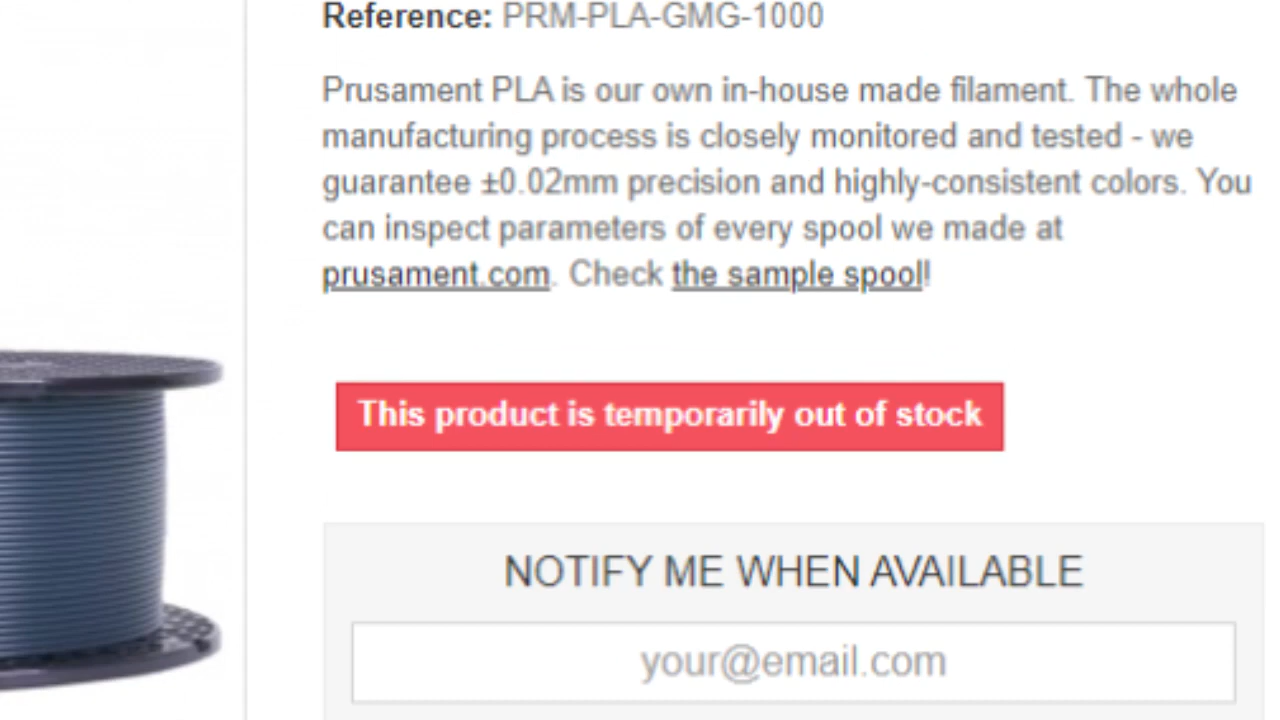 Reference: PRM-PLA-GMG-1000
Prusament PLA is our own in-house made filament. The whole
manufacturing process is closely monitored and tested - we
guarantee ±0.02mm precision and highly-consistent colors. You
can inspect parameters of every spool we made at
prusament.com. Check the sample spool!
This product is temporarily out of stock
NOTIFY ME WHEN AVAILABLE
your@email.com